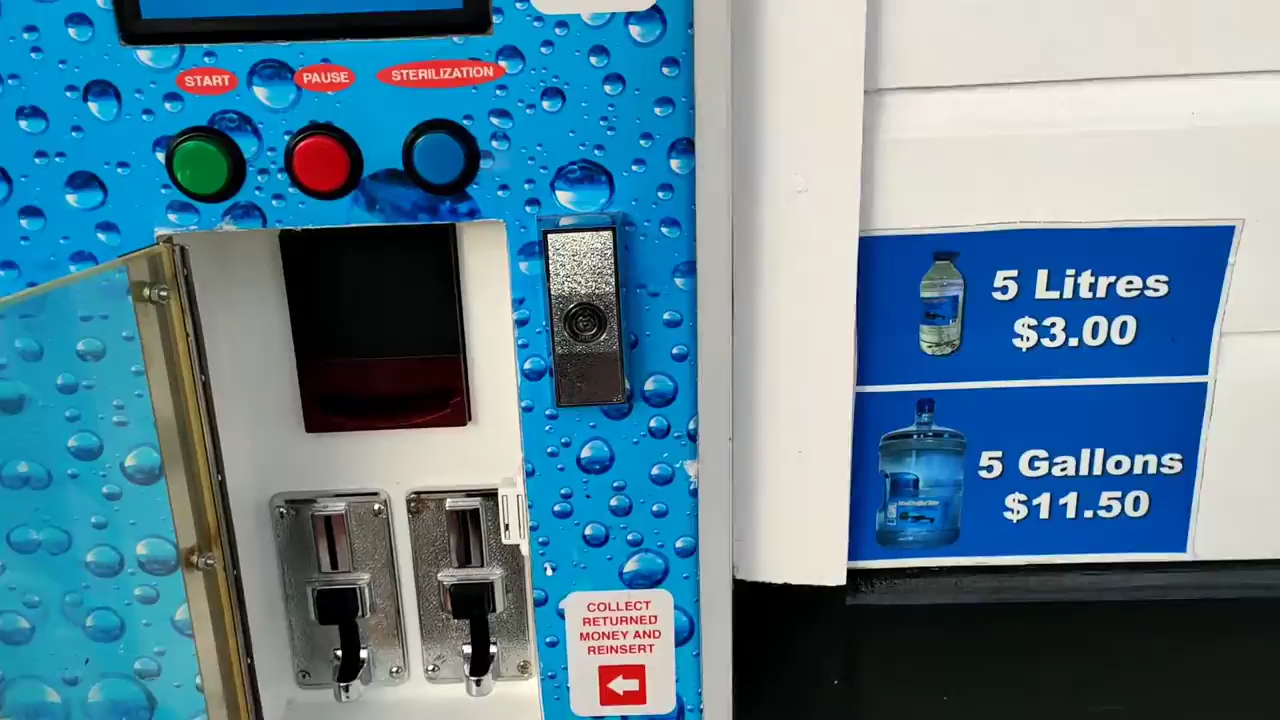 START
PAUSE
STERILIZATION
5 Litres
$3.00
5 Gallons
$11.50
COLLECT
RETURNED
MONEY AND
REINSERT